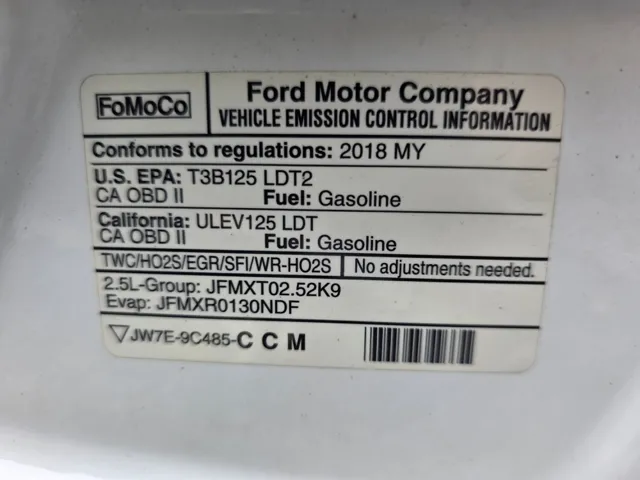 FoMoCo
Ford Motor Company
VEHICLE EMISSION CONTROL INFORMATION
Conforms to regulations: 2018 MY
U.S. EPA: T3B125 LDT2
CA OBD II Fuel: Gasoline
California: ULEV125 LDT
CA OBD II Fuel: Gasoline
TWC/HO2S/EGR/SFI/WR-HO2S No adjustments needed.
2.5L-Group: JFMXT02.52K9
Evap: JFMXR0130NDF
JW7E-9C485-C C M